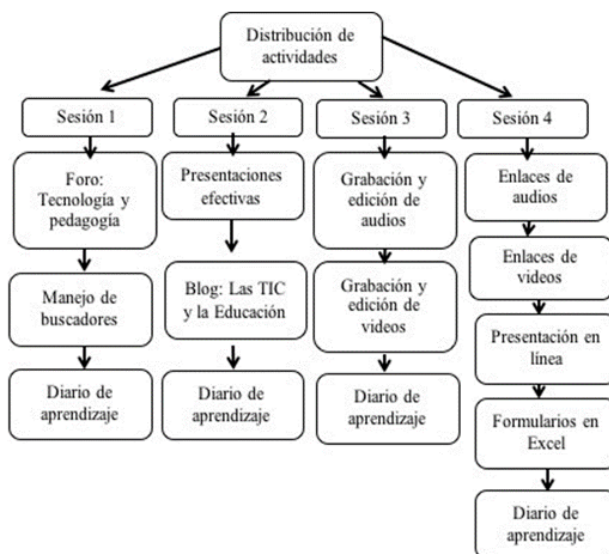 Distribución de
actividades
Sesión 1
Sesión 2
Sesión 3
Sesión 4
Foro:
Tecnología y
pedagogía
Manejo de
buscadores
Diario de
aprendizaje
Presentaciones
efectivas
Blog: Las TIC
y la Educación
Diario de
aprendizaje
Grabación y
edición de
audios
Grabación y
edición de
videos
Diario de
aprendizaje
Enlaces de
audios
Enlaces de
videos
Presentación en
línea
Formularios en
Excel
Diario de
aprendizaje